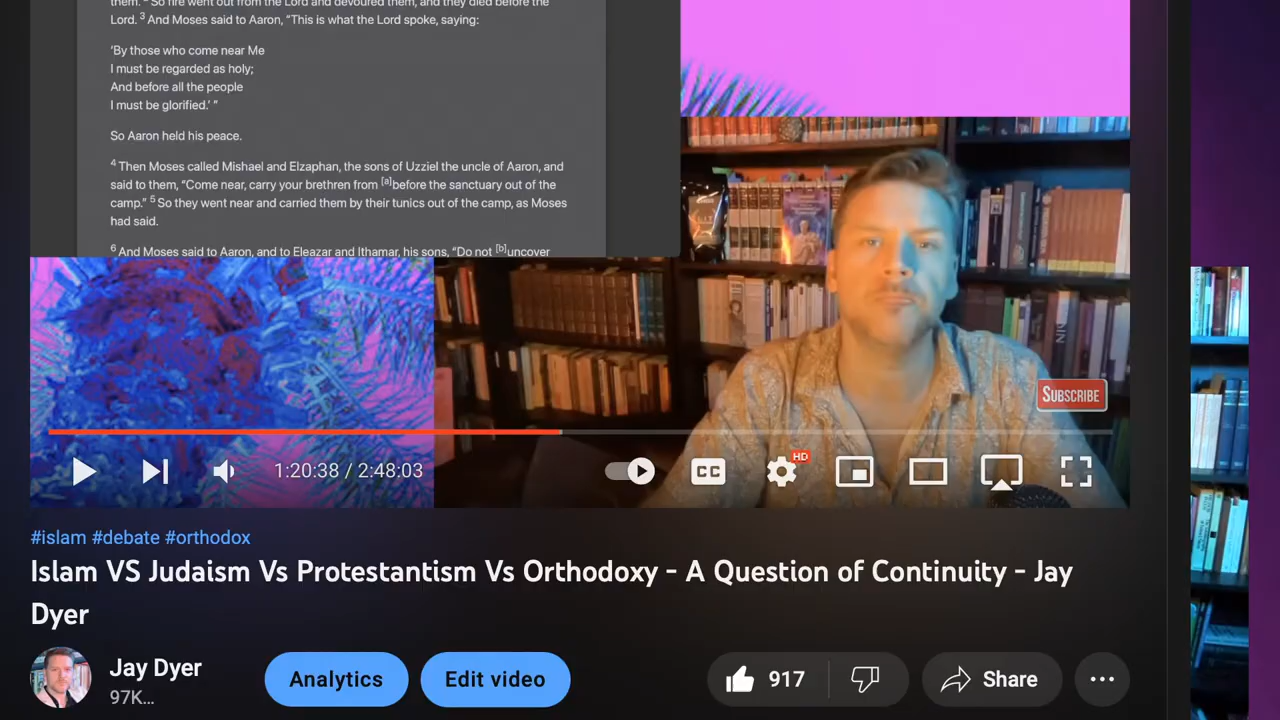 them. 2 So fire went out from the Lord and devoured them, and they died before the
Lord. 3 And Moses said to Aaron, “This is what the Lord spoke, saying:
‘By those who come near Me
I must be regarded as holy;
And before all the people
I must be glorified.’ ”
So Aaron held his peace.
4 Then Moses called Mishael and Elzaphan, the sons of Uzziel the uncle of Aaron, and
said to them, “Come near, carry your brethren from [a]before the sanctuary out of the
camp.” 5 So they went near and carried them by their tunics out of the camp, as Moses
had said.
6 And Moses said to Aaron, and to Eleazar and Ithamar, his sons, “Do not [b]uncover
SUBSCRIBE
1:20:38 / 2:48:03
CC
HD
#islam #debate #orthodox
Islam VS Judaism Vs Protestantism Vs Orthodoxy - A Question of Continuity - Jay
Dyer
Jay Dyer
97K...
Analytics
Edit video
917
Share